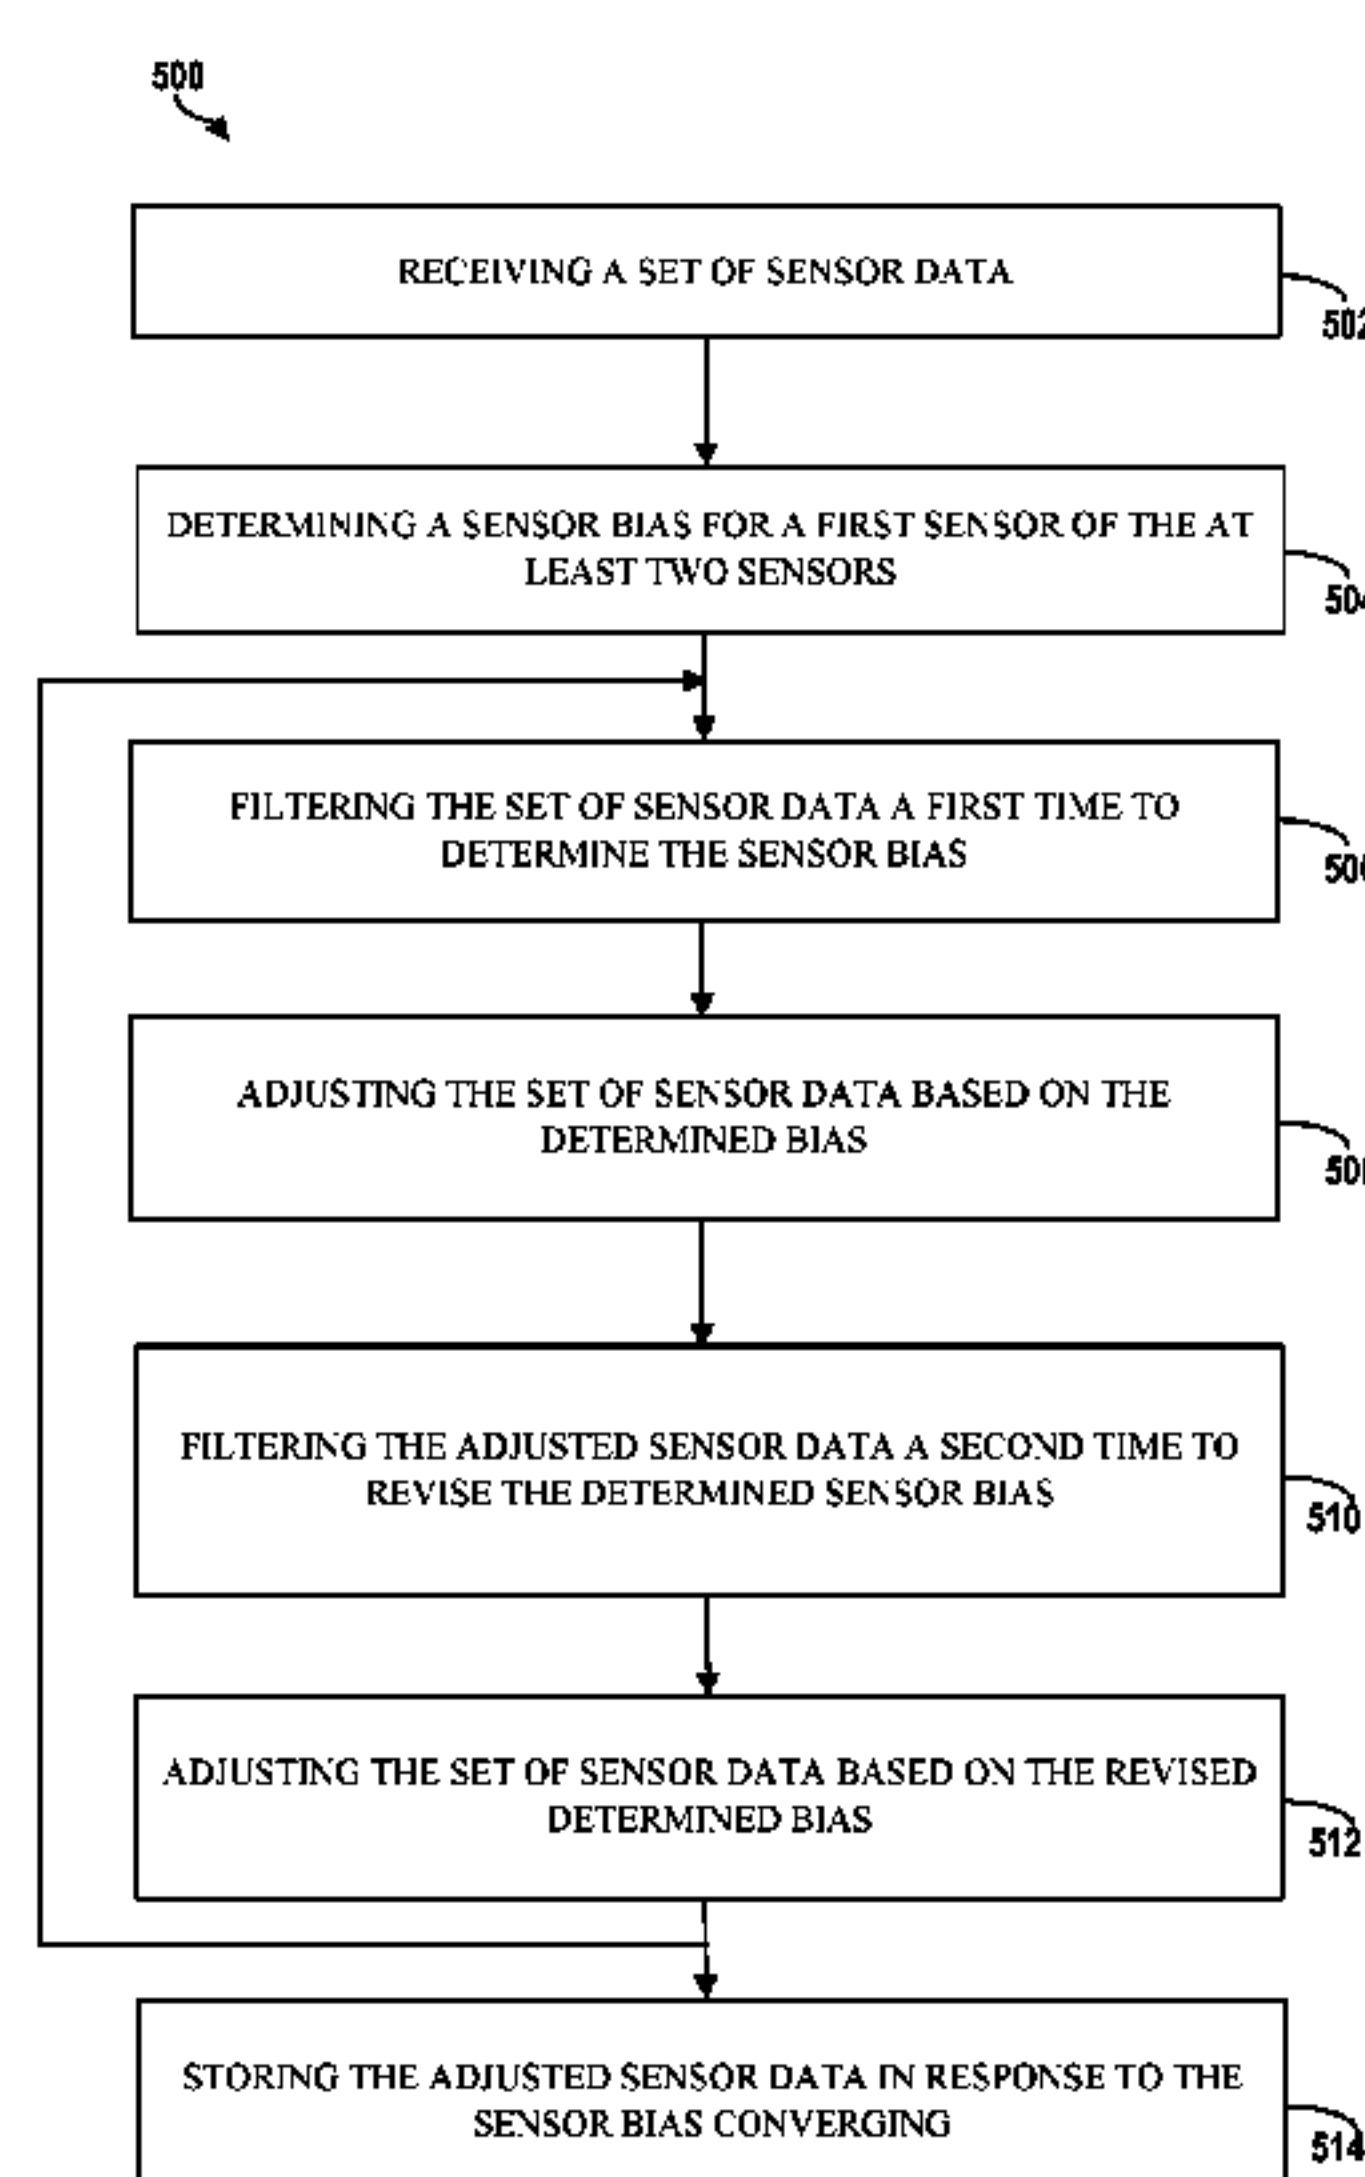 500
RECEIVING A SET OF SENSOR DATA
502
DETERMINING A SENSOR BIAS FOR A FIRST SENSOR OF THE AT
LEAST TWO SENSORS
504
FILTERING THE SET OF SENSOR DATA A FIRST TIME TO
DETERMINE THE SENSOR BIAS
506
ADJUSTING THE SET OF SENSOR DATA BASED ON THE
DETERMINED BIAS
FILTERING THE ADJUSTED SENSOR DATA A SECOND TIME TO
REVISE THE DETERMINED SENSOR BIAS
510
ADJUSTING THE SET OF SENSOR DATA BASED ON THE REVISED
DETERMINED BIAS
512
STORING THE ADJUSTED SENSOR DATA IN RESPONSE TO THE
SENSOR BIAS CONVERGING
514